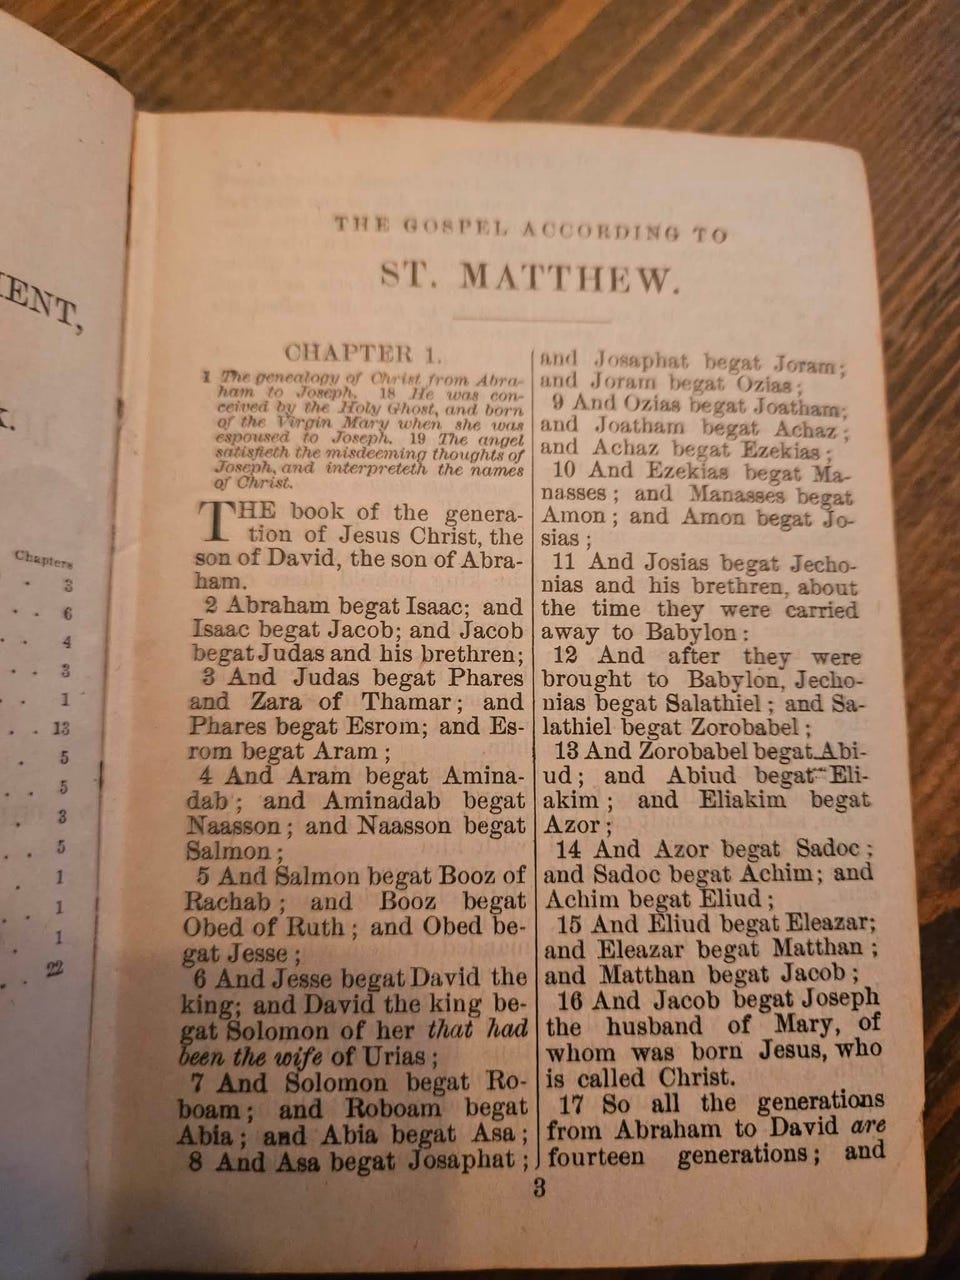 ENT,
Chapters
3
6
4
3
1
13
5
5
3
5
1
1
1
22
THE GOSPEL ACCORDING TO
ST. MATTHEW.
CHAPTER 1.
1 The genealogy of Christ from Abra-
ham to Joseph. 18 He was con-
ceived by the Holy Ghost, and born
of the Virgin Mary when she was
espoused to Joseph. 19 The angel
satisfieth the misdeeming thoughts of
Joseph, and interpreteth the names
of Christ.
THE book of the genera-
tion of Jesus Christ, the
son of David, the son of Abra-
ham.
2 Abraham begat Isaac; and
Isaac begat Jacob; and Jacob
begat Judas and his brethren;
3 And Judas begat Phares
and Zara of Thamar; and
Phares begat Esrom; and Es-
rom begat Aram;
4 And Aram begat Amina-
dab; and Aminadab begat
Naasson; and Naasson begat
Salmon;
5 And Salmon begat Booz of
Rachab; and Booz begat
Obed of Ruth; and Obed be-
gat Jesse;
6 And Jesse begat David the
king; and David the king be-
gat Solomon of her that had
been the wife of Urias;
7 And Solomon begat Ro-
boam; and Roboam begat
Abia; and Abia begat Asa;
8 And Asa begat Josaphat;
and Josaphat begat Joram;
and Joram begat Ozias;
9 And Ozias begat Joatham;
and Joatham begat Achaz;
and Achaz begat Ezekias;
10 And Ezekias begat Ma-
nasses; and Manasses begat
Amon; and Amon begat Jo-
sias;
11 And Josias begat Jecho-
nias and his brethren, about
the time they were carried
away to Babylon:
12 And after they were
brought to Babylon, Jecho-
nias begat Salathiel; and Sa-
lathiel begat Zorobabel;
13 And Zorobabel begat Abi-
ud; and Abiud begat Eli-
akim; and Eliakim begat
Azor;
14 And Azor begat Sadoc;
and Sadoc begat Achim; and
Achim begat Eliud;
15 And Eliud begat Eleazar;
and Eleazar begat Matthan;
and Matthan begat Jacob;
16 And Jacob begat Joseph
the husband of Mary, of
whom was born Jesus, who
is called Christ.
17 So all the generations
from Abraham to David are
fourteen generations; and
3